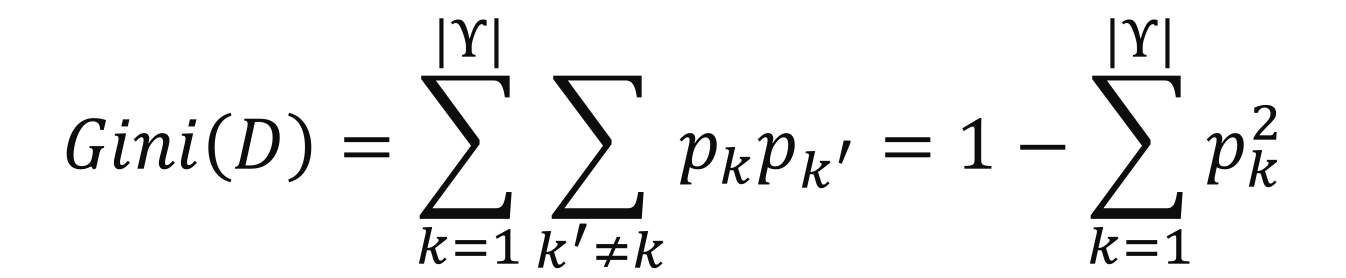 Gini(D) = ∑_{k=1}^{|ϒ|} ∑_{k′≠k} p_k p_{k′} = 1 − ∑_{k=1}^{|ϒ|} p_k^2